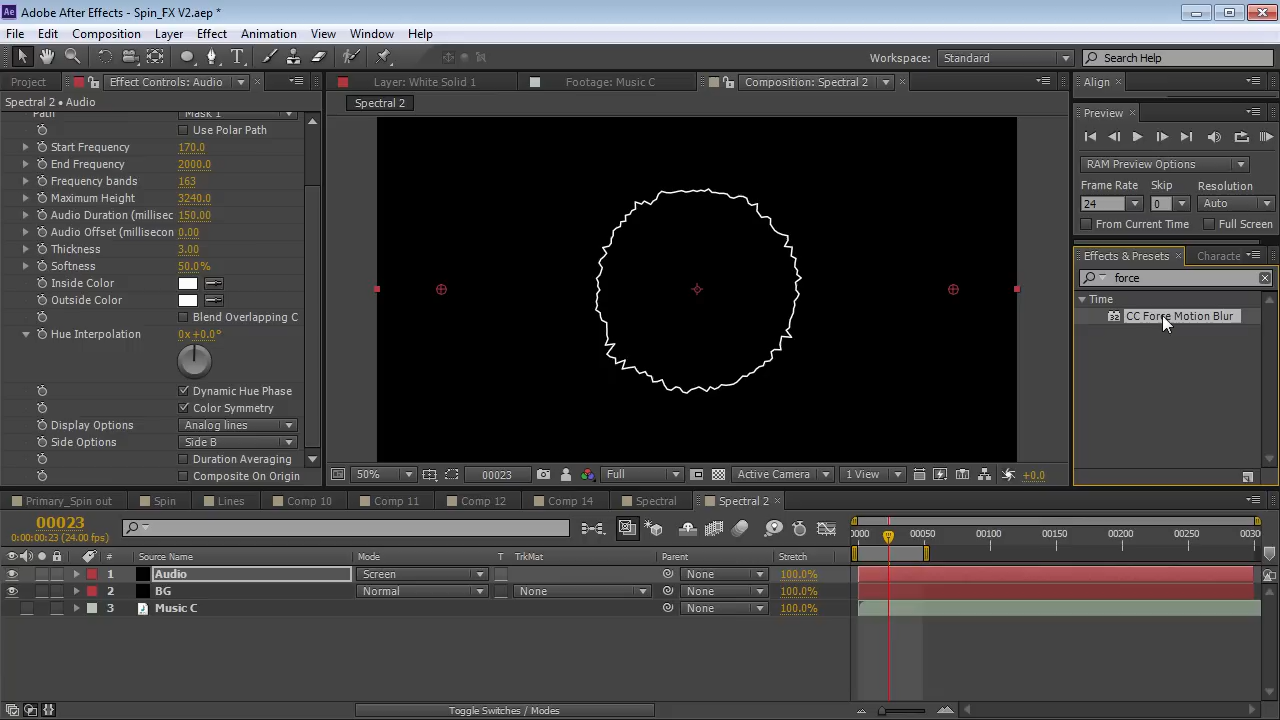 Ae Adobe After Effects - Spin_FX V2.aep *
File Edit Composition Layer Effect Animation View Window Help
Workspace: Standard Search Help
Project Effect Controls: Audio Layer: White Solid 1 Footage: Music C Composition: Spectral 2 Align
Spectral 2 • Audio Spectral 2
Path Mask 1 Preview
Use Polar Path
Start Frequency 170.0
End Frequency 2000.0 RAM Preview Options
Frequency bands 163 Frame Rate Skip Resolution
Maximum Height 3240.0 24 0 Auto
Audio Duration (millisec 150.00 From Current Time Full Screen
Audio Offset (millisecon 0.00
Thickness 3.00 Effects & Presets Characte
Softness 50.0% force
Inside Color
Outside Color Time
Blend Overlapping C 32 CC Force Motion Blur
Hue Interpolation 0x+0.0°
Dynamic Hue Phase
Color Symmetry
Display Options Analog lines
Side Options Side B
Duration Averaging
Composite On Origin 50% 00023 Full Active Camera 1 View +0.0
Primary_Spin out Spin Lines Comp 10 Comp 11 Comp 12 Comp 14 Spectral Spectral 2
00023
0:00:00:23 (24.00 fps) 0000 00050 00100 00150 00200 00250 0030
# Source Name Mode T TrkMat Parent Stretch
1 Audio Screen None 100.0%
2 BG Normal None None 100.0%
3 Music C None 100.0%
Toggle Switches / Modes